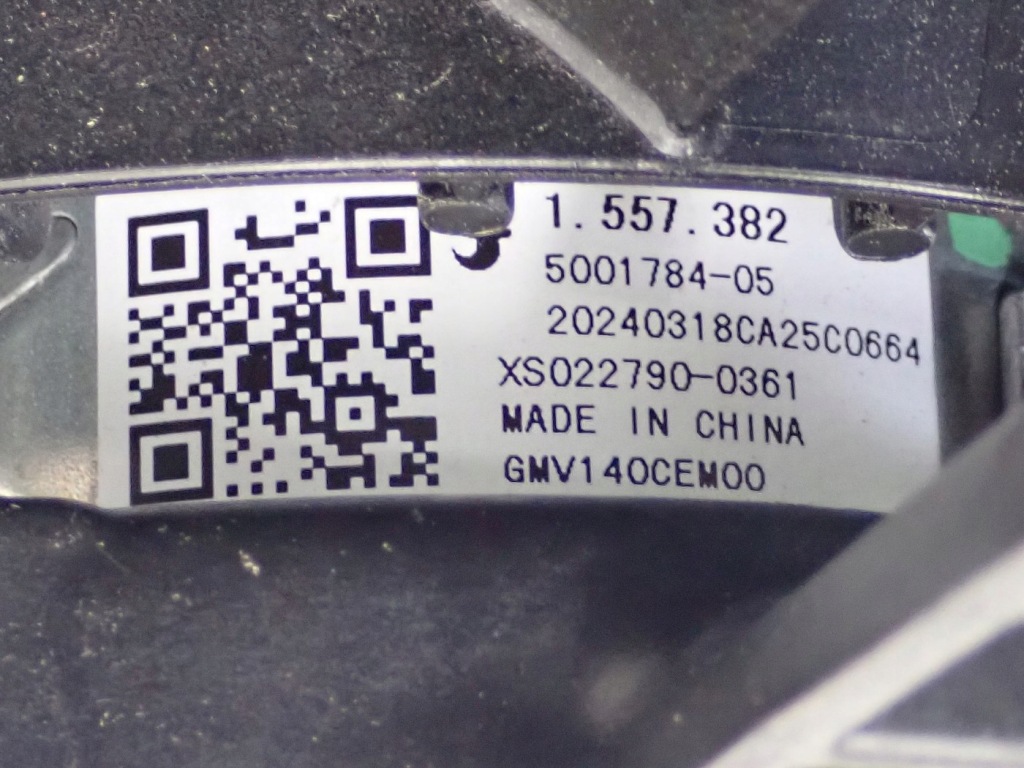 1.557.382
5001784-05
20240318CA25C0664
XS022790-0361
MADE IN CHINA
GMV140CEM00